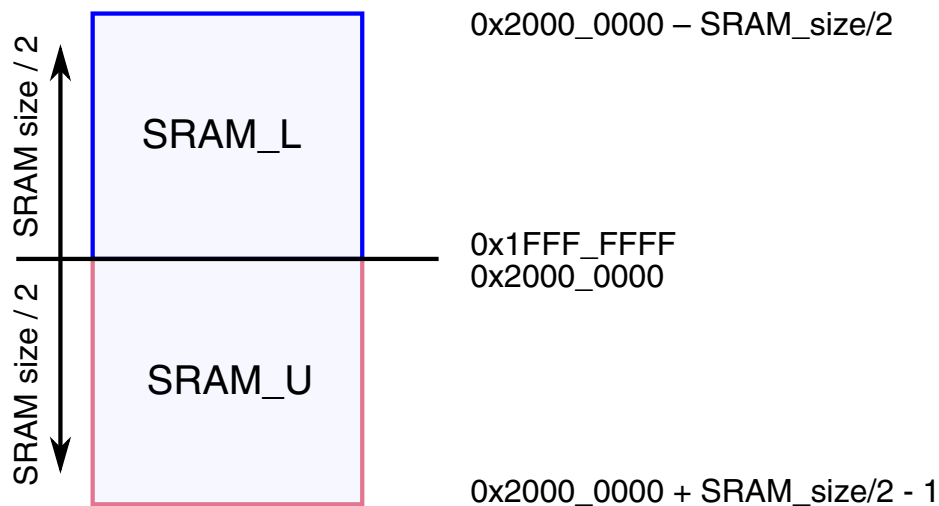 0x2000_0000 – SRAM_size/2
SRAM size / 2
SRAM_L
0x1FFF_FFFF
0x2000_0000
SRAM size / 2
SRAM_U
0x2000_0000 + SRAM_size/2 - 1